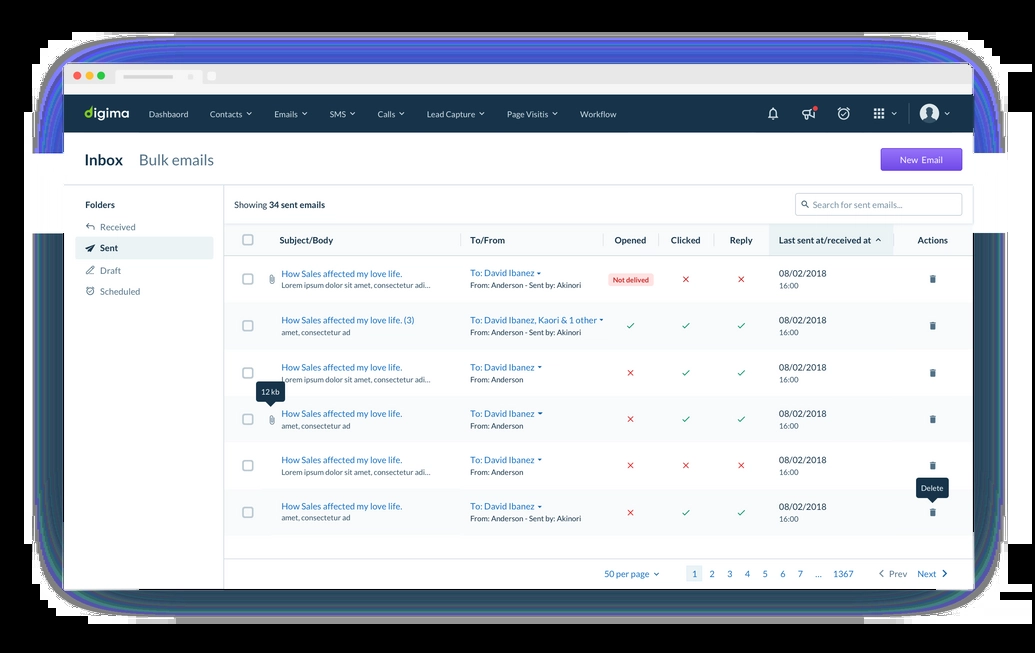 digima Dashbaord Contacts Emails SMS Calls Lead Capture Page Visitis Workflow
Inbox Bulk emails New Email
Folders
Received
Sent
Draft
Scheduled
Showing 34 sent emails Search for sent emails...
Subject/Body To/From Opened Clicked Reply Last sent at/received at Actions
How Sales affected my love life. To: David Ibanez 08/02/2018
Lorem ipsum dolor sit amet, consectetur adi... From: Anderson - Sent by: Akinori Not delived 16:00
How Sales affected my love life. (3) To: David Ibanez, Kaori & 1 other 08/02/2018
amet, consectetur ad From: Anderson - Sent by: Akinori 16:00
How Sales affected my love life. To: David Ibanez 08/02/2018
Lorem ipsum dolor sit amet, consectetur adi... From: Anderson 16:00
12 kb
How Sales affected my love life. To: David Ibanez 08/02/2018
amet, consectetur ad From: Anderson 16:00
How Sales affected my love life. To: David Ibanez 08/02/2018
Lorem ipsum dolor sit amet, consectetur adi... From: Anderson 16:00
Delete
How Sales affected my love life. To: David Ibanez 08/02/2018
amet, consectetur ad From: Anderson - Sent by: Akinori 16:00
50 per page 1 2 3 4 5 6 7 ... 1367 Prev Next